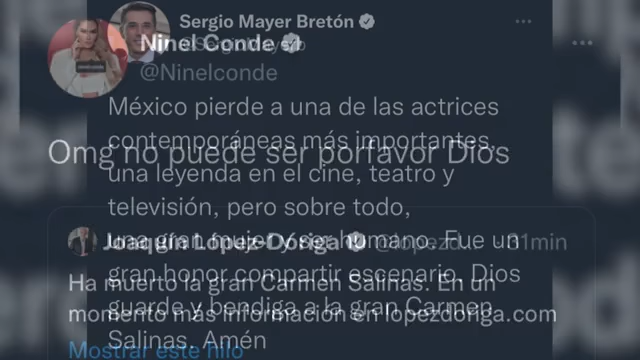 Sergio Mayer Bretón
México pierde a una de las actrices
contemporáneas más importantes,
una leyenda en el cine, teatro y
televisión, pero sobre todo,
una gran mujer y ser humano. Fue un
gran honor compartir escenario. Dios
guarde y bendiga a la gran Carmen
Salinas. Amén
Ninel Conde
@Ninelconde
Omg no puede ser porfavor Dios
Joaquín López-Dóriga @lopezd... 31min
Ha muerto la gran Carmen Salinas. En un
momento más información en lopezdoriga.com
Mostrar este hilo